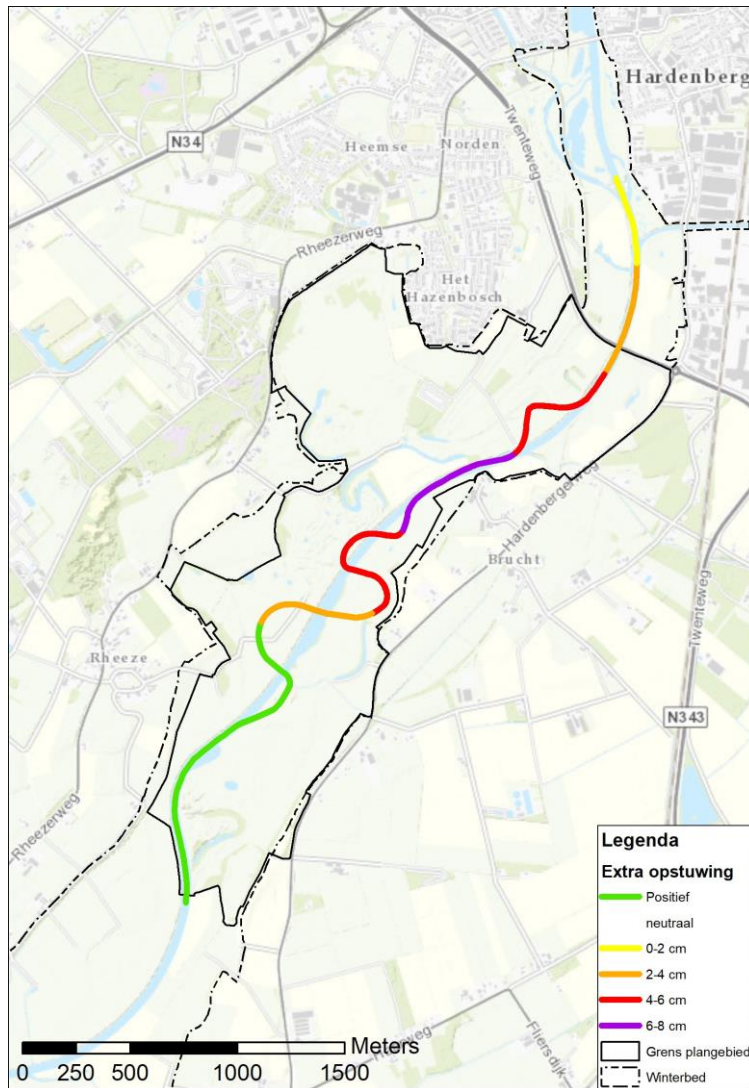 Hardenberg
Twenteweg
N34
Heemse
Norden
Rheezerweg
Het
Hazenbosch
Hardenbergerweg
Brucht
Twenteweg
Rheeze
N343
Rheezerweg
Fliersdijk
Legenda
Extra opstuwing
Positief
neutraal
0-2 cm
2-4 cm
4-6 cm
6-8 cm
Grens plangebied
Winterbed
Meters
0 250 500 1000 1500